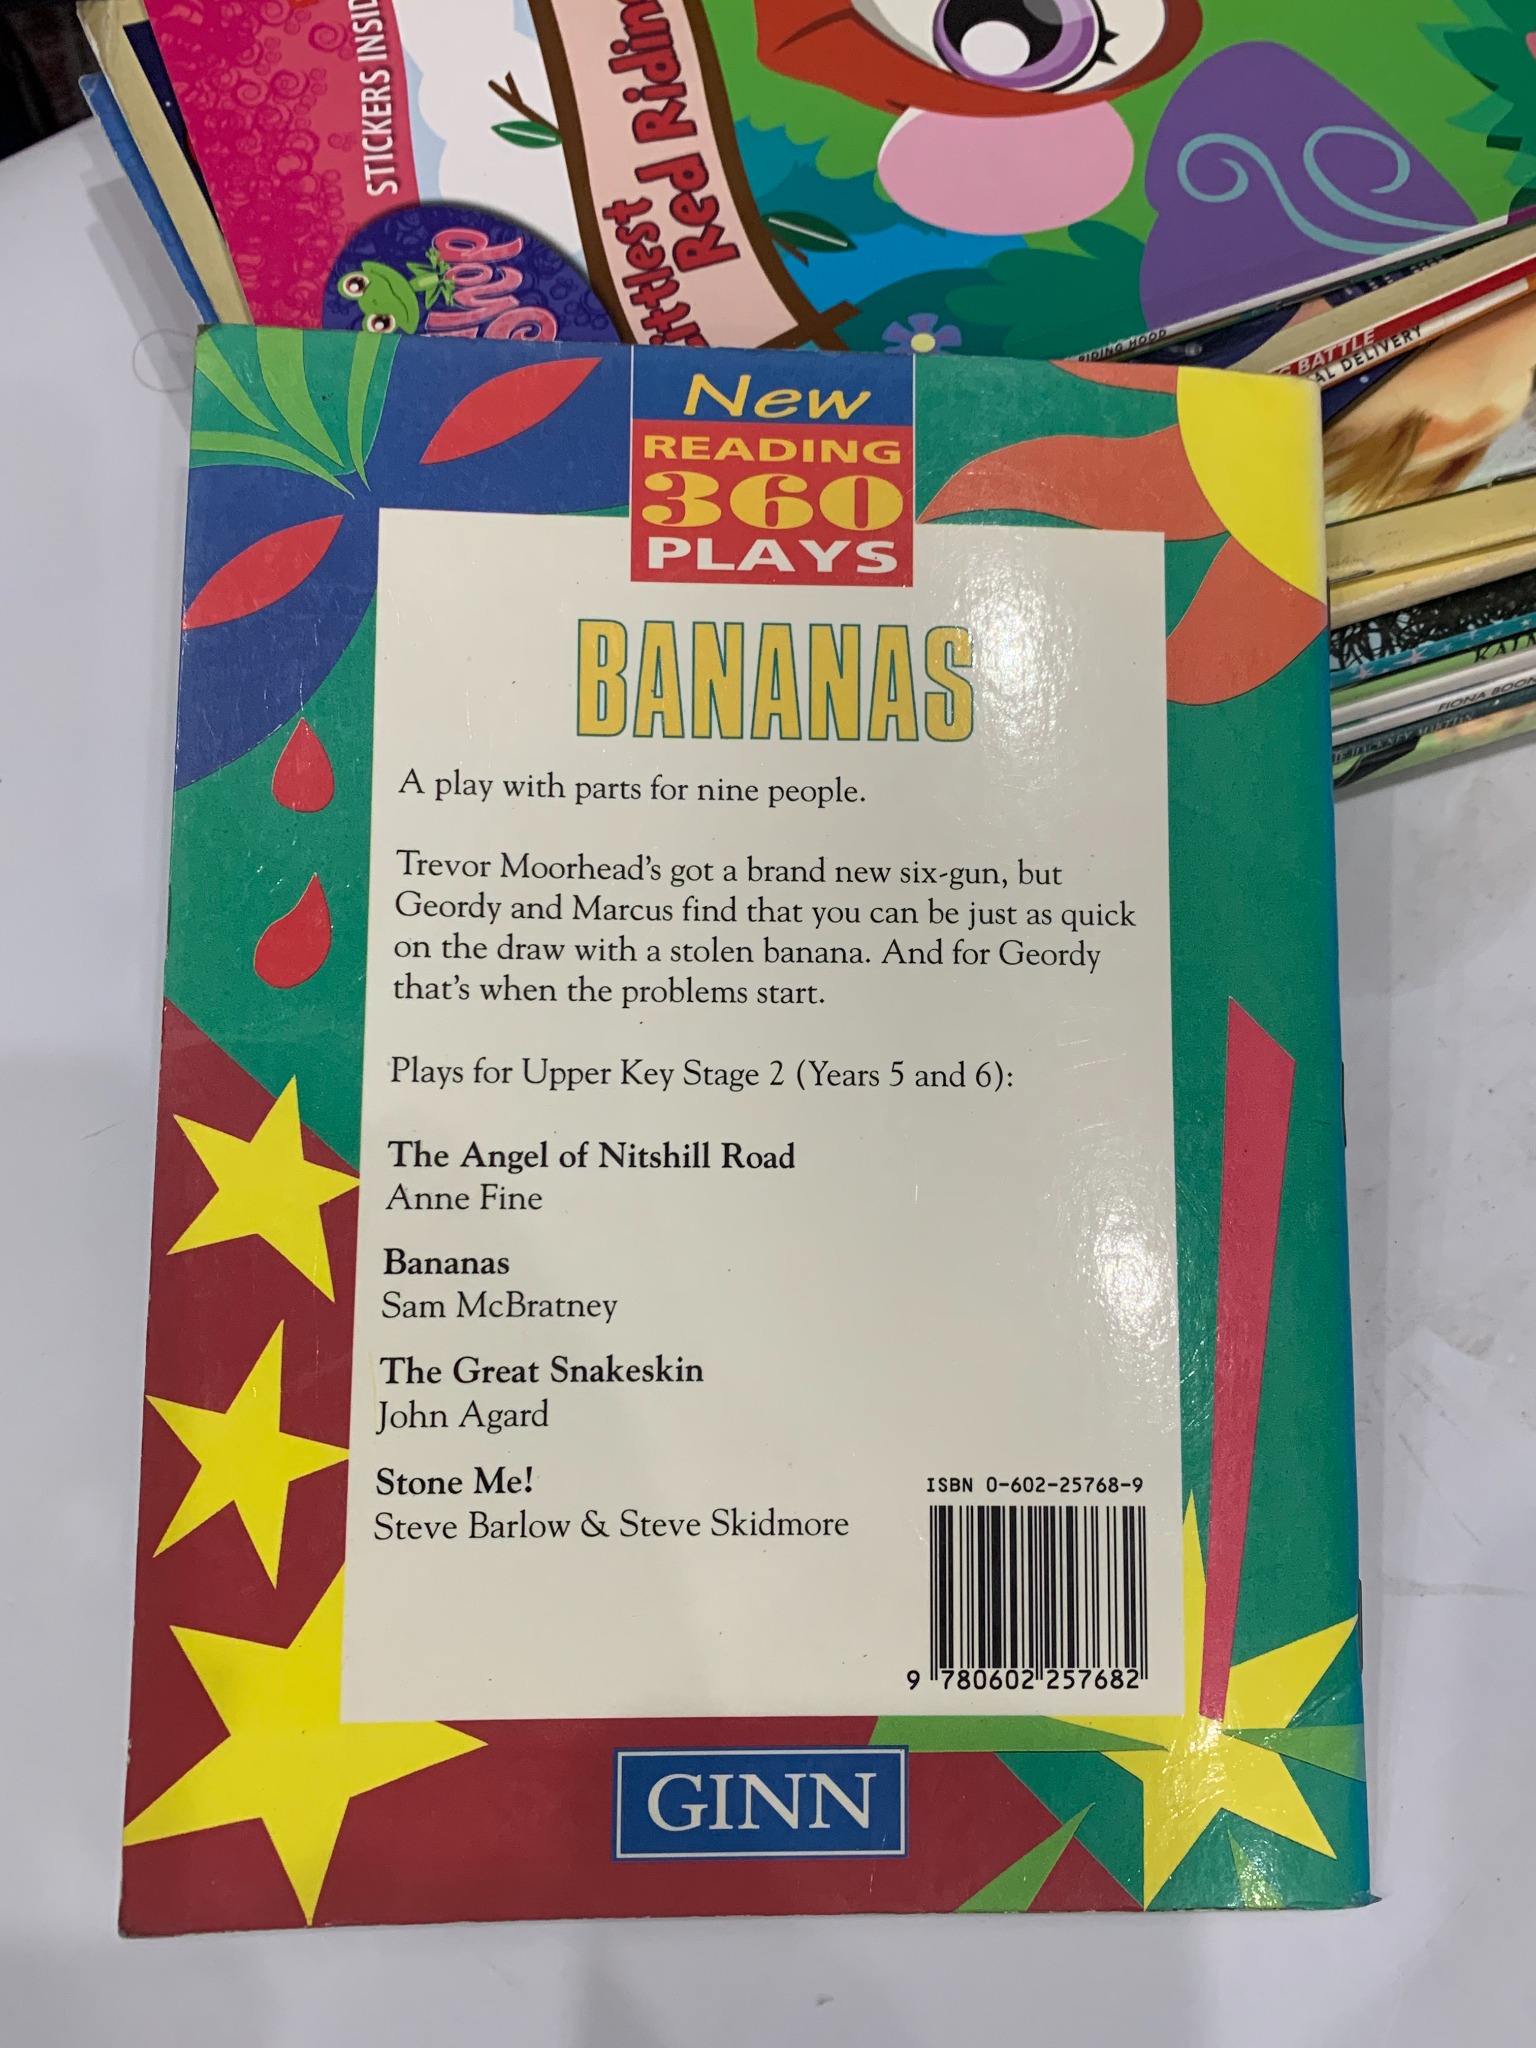 STICKERS INSIDE
Littlest
Red Riding
Shop
RIDING HOOD
BATTLE
DELIVERY
FIONA
New
READING
360
PLAYS
BANANAS
A play with parts for nine people.
Trevor Moorhead's got a brand new six-gun, but
Geordy and Marcus find that you can be just as quick
on the draw with a stolen banana. And for Geordy
that's when the problems start.
Plays for Upper Key Stage 2 (Years 5 and 6):
The Angel of Nitshill Road
Anne Fine
Bananas
Sam McBratney
The Great Snakeskin
John Agard
Stone Me!
Steve Barlow & Steve Skidmore
ISBN 0-602-25768-9
9 780602 257682
GINN